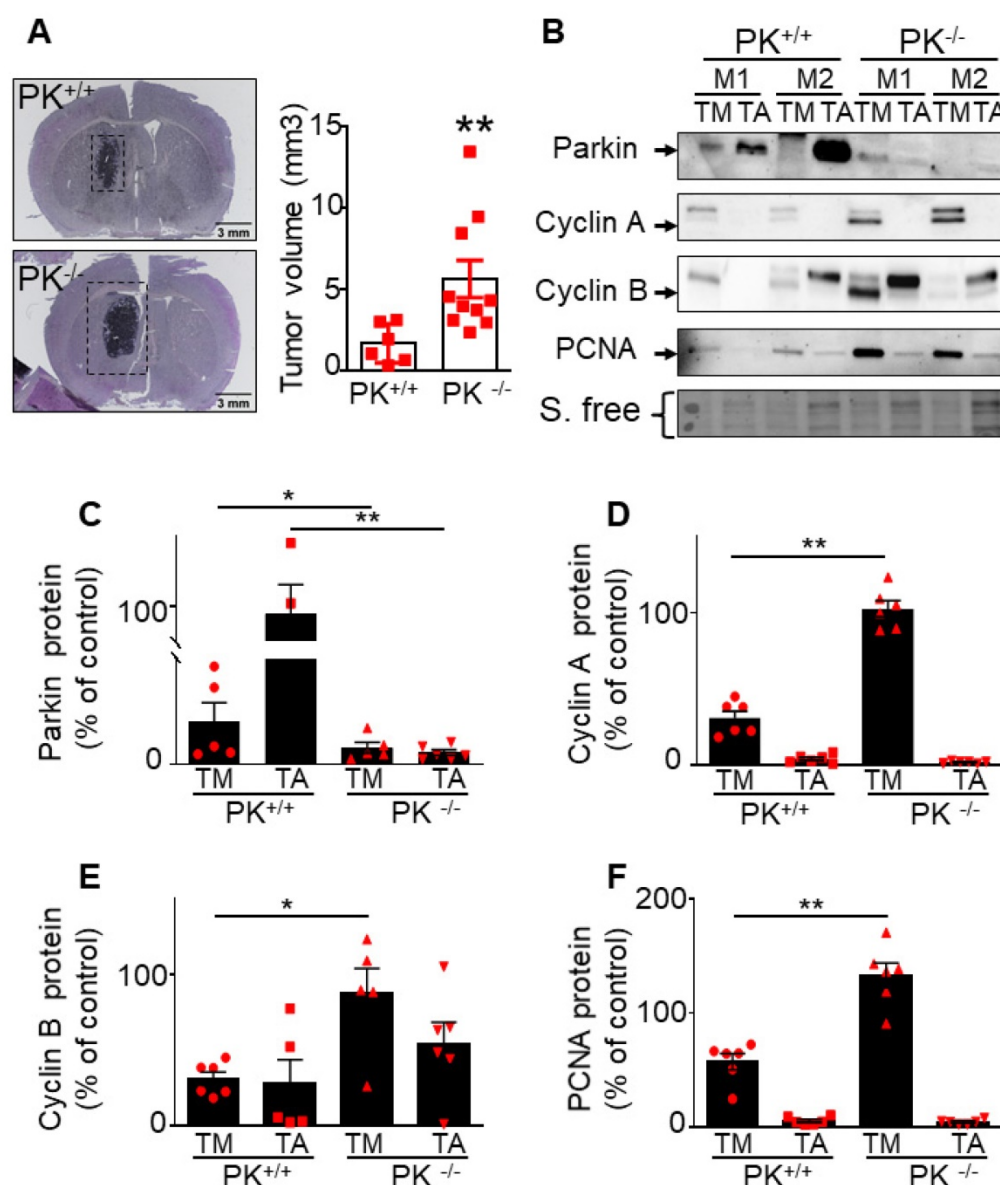 A
PK+/+
3 mm
PK-/-
3 mm
Tumor volume (mm3)
15
10
5
0
**
PK+/+ PK -/-
B
PK+/+ PK-/-
M1 M2 M1 M2
TM TA TM TA TM TA TM TA
Parkin
Cyclin A
Cyclin B
PCNA
S. free
C
Parkin protein
(% of control)
100
0
*
**
TM TA TM TA
PK+/+ PK -/-
D
Cyclin A protein
(% of control)
100
0
**
TM TA TM TA
PK+/+ PK -/-
E
Cyclin B protein
(% of control)
100
0
*
TM TA TM TA
PK+/+ PK -/-
F
PCNA protein
(% of control)
200
100
0
**
TM TA TM TA
PK+/+ PK -/-